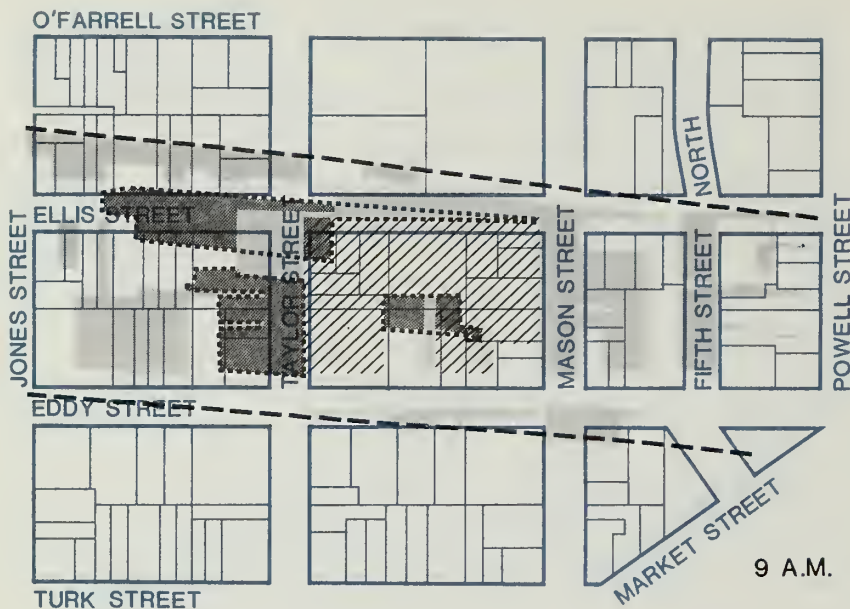 O'FARRELL STREET
NORTH
ELLIS STREET
JONES STREET
TAYLOR STREET
MASON STREET
FIFTH STREET
POWELL STREET
EDDY STREET
MARKET STREET
9 A.M.
TURK STREET